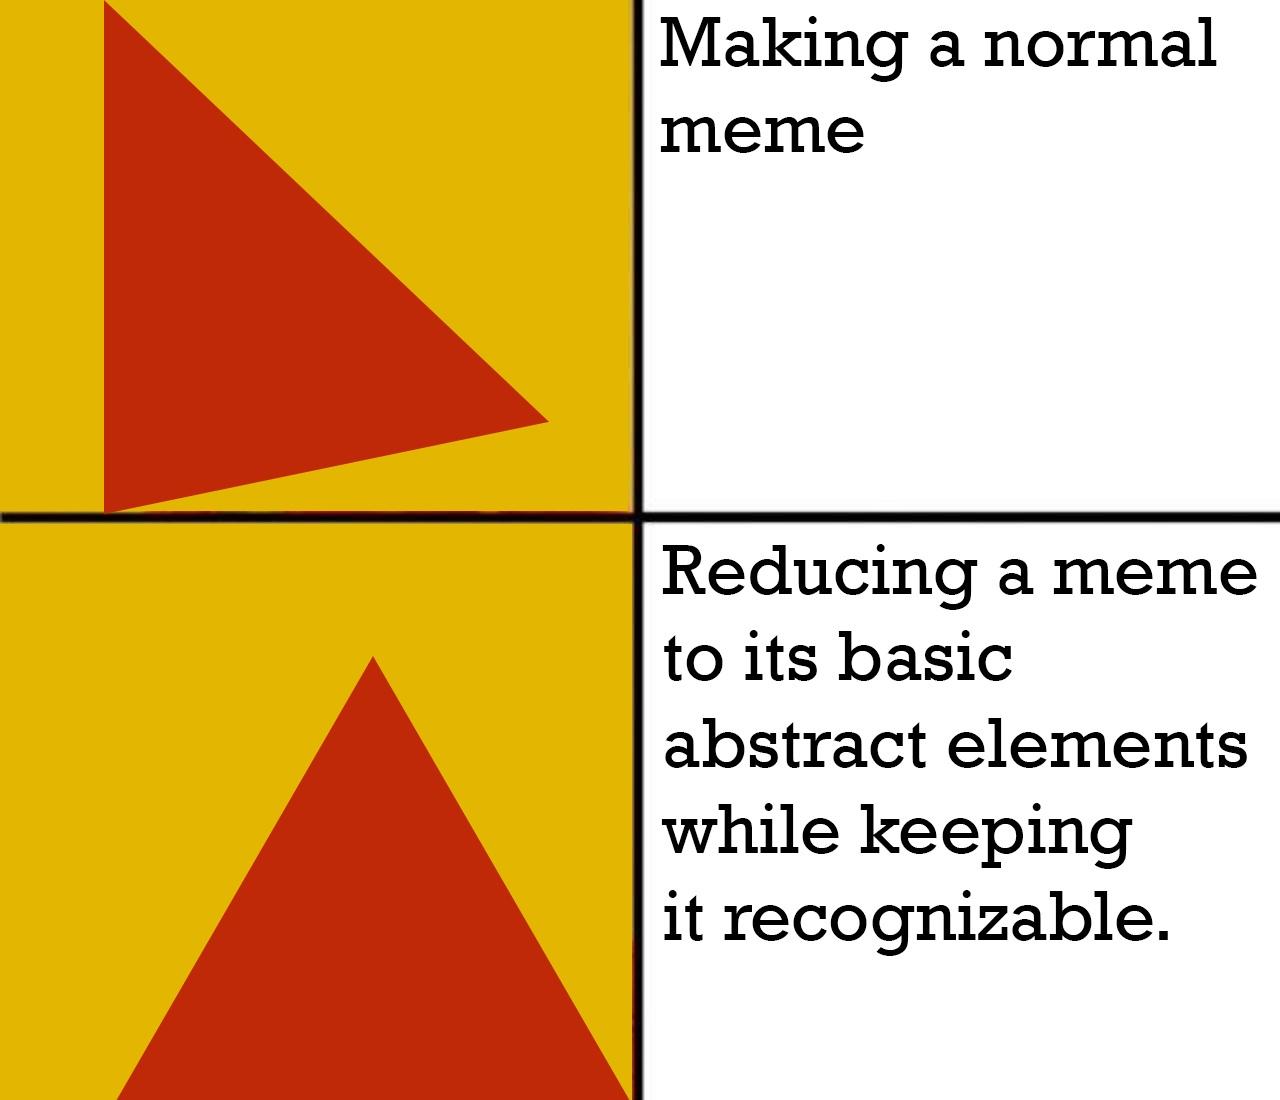 Making a normal
meme
Reducing a meme
to its basic
abstract elements
while keeping
it recognizable.